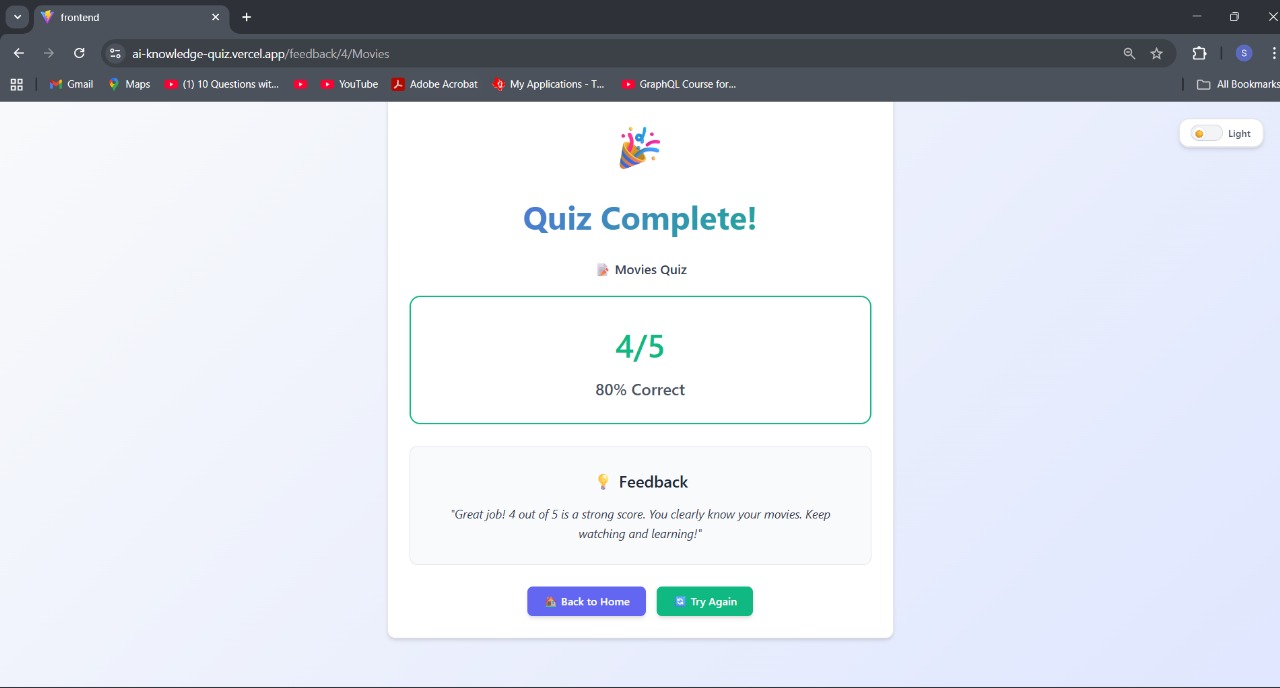 frontend
ai-knowledge-quiz.vercel.app/feedback/4/Movies
S
Gmail
Maps
(1) 10 Questions wit...
YouTube
Adobe Acrobat
My Applications - T...
GraphQL Course for...
All Bookmarks
Light
Quiz Complete!
Movies Quiz
4/5
80% Correct
Feedback
"Great job! 4 out of 5 is a strong score. You clearly know your movies. Keep
watching and learning!"
Back to Home
Try Again